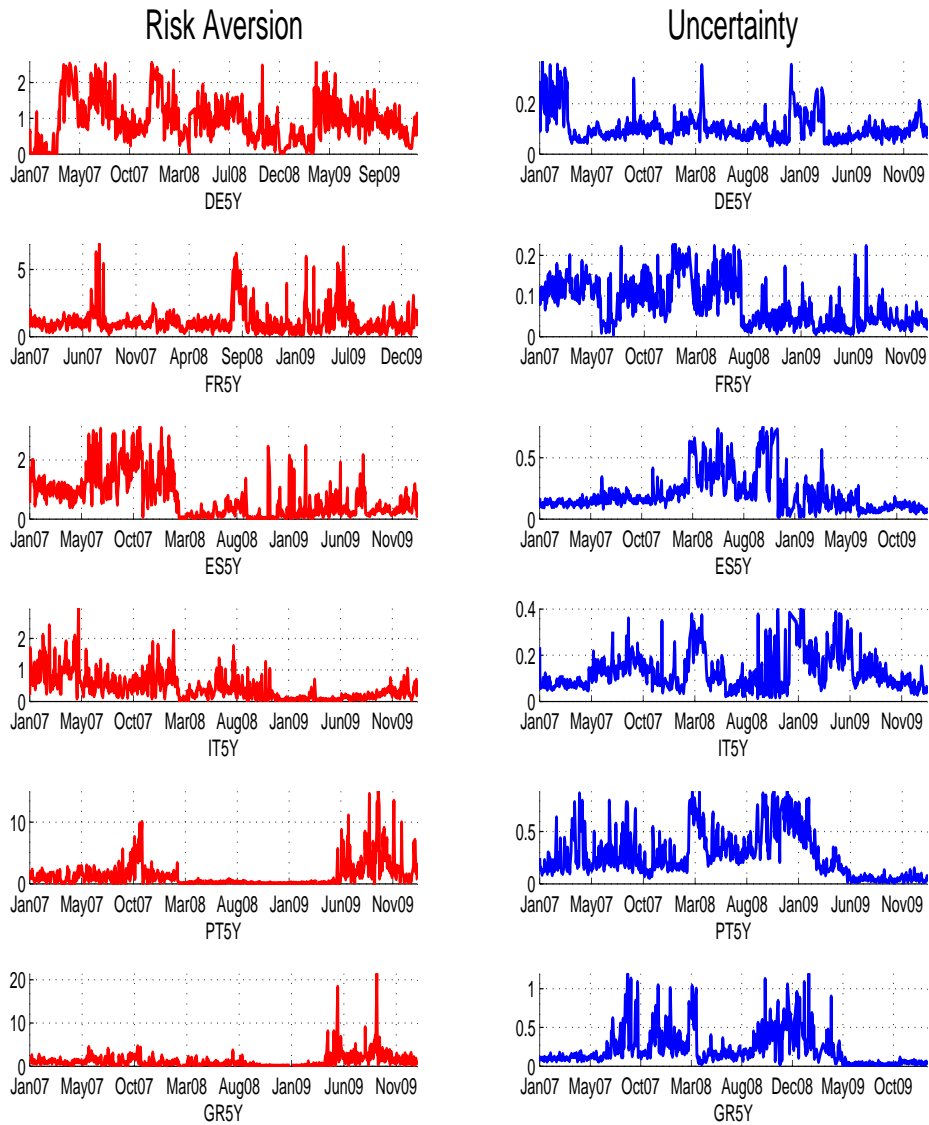 Risk Aversion
Uncertainty
2
1
0
Jan07 May07 Oct07 Mar08 Jul08 Dec08 May09 Sep09
DE5Y
0.2
0
Jan07 May07 Oct07 Mar08 Aug08 Jan09 Jun09 Nov09
DE5Y
5
0
Jan07 Jun07 Nov07 Apr08 Sep08 Jan09 Jul09 Dec09
FR5Y
0.2
0.1
0
Jan07 May07 Oct07 Mar08 Aug08 Jan09 Jun09 Nov09
FR5Y
2
0
Jan07 May07 Oct07 Mar08 Aug08 Jan09 Jun09 Nov09
ES5Y
0.5
0
Jan07 May07 Oct07 Mar08 Aug08 Jan09 May09 Oct09
ES5Y
2
1
0
Jan07 May07 Oct07 Mar08 Aug08 Jan09 Jun09 Nov09
IT5Y
0.4
0.2
0
Jan07 May07 Oct07 Mar08 Aug08 Jan09 Jun09 Nov09
IT5Y
10
0
Jan07 May07 Oct07 Mar08 Aug08 Jan09 Jun09 Nov09
PT5Y
0.5
0
Jan07 May07 Oct07 Mar08 Aug08 Jan09 Jun09 Nov09
PT5Y
20
10
0
Jan07 May07 Oct07 Mar08 Aug08 Jan09 Jun09 Nov09
GR5Y
1
0.5
0
Jan07 May07 Oct07 Mar08 Aug08 Dec08 May09 Oct09
GR5Y